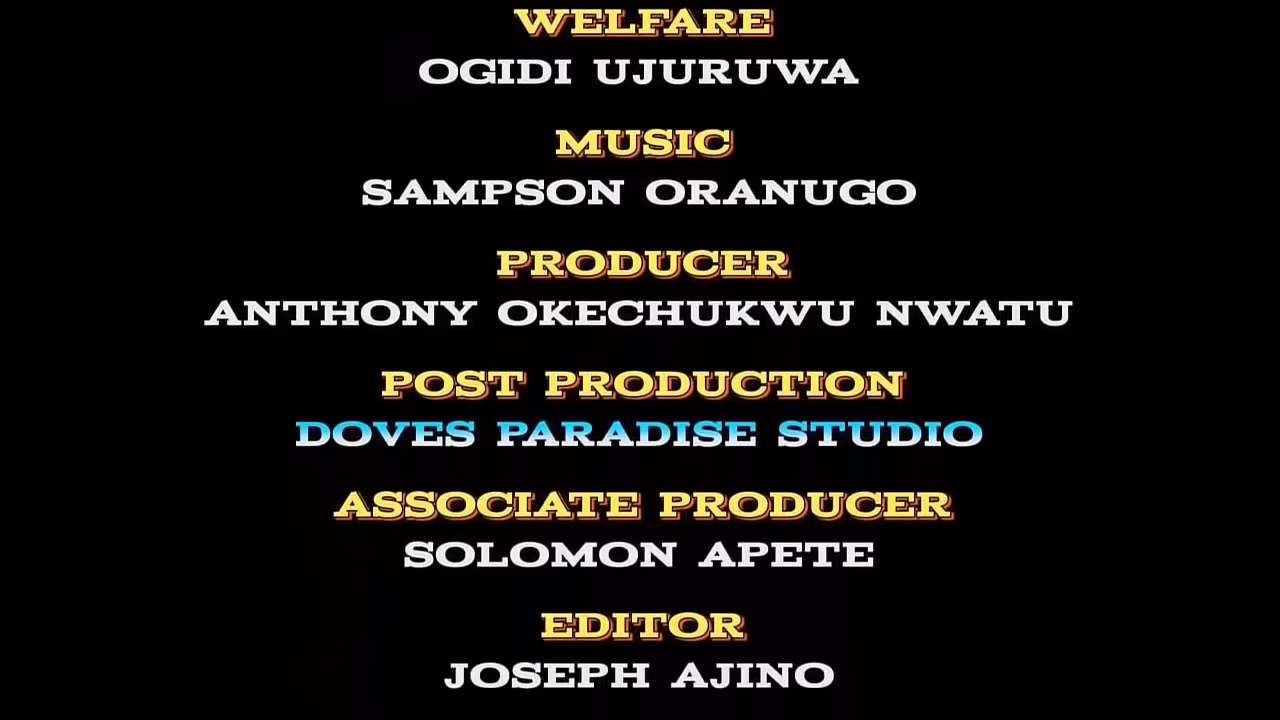 WELFARE
OGIDI UJURUWA
MUSIC
SAMPSON ORANUGO
PRODUCER
ANTHONY OKECHUKWU NWATU
POST PRODUCTION
DOVES PARADISE STUDIO
ASSOCIATE PRODUCER
SOLOMON APETE
EDITOR
JOSEPH AJINO